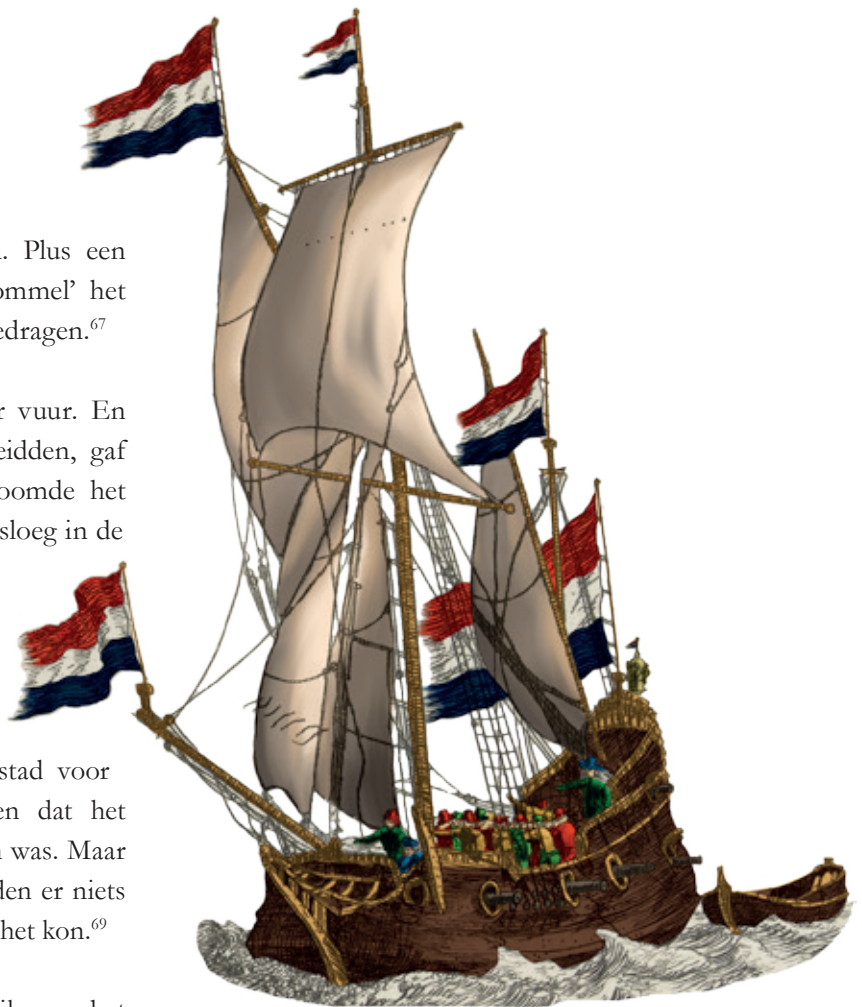 Plus een
ommel’ het
edragen.67
vuur. En
eidden, gaf
oomde het
sloeg in de
stad voor
en dat het
was. Maar
den er niets
het kon.69
het